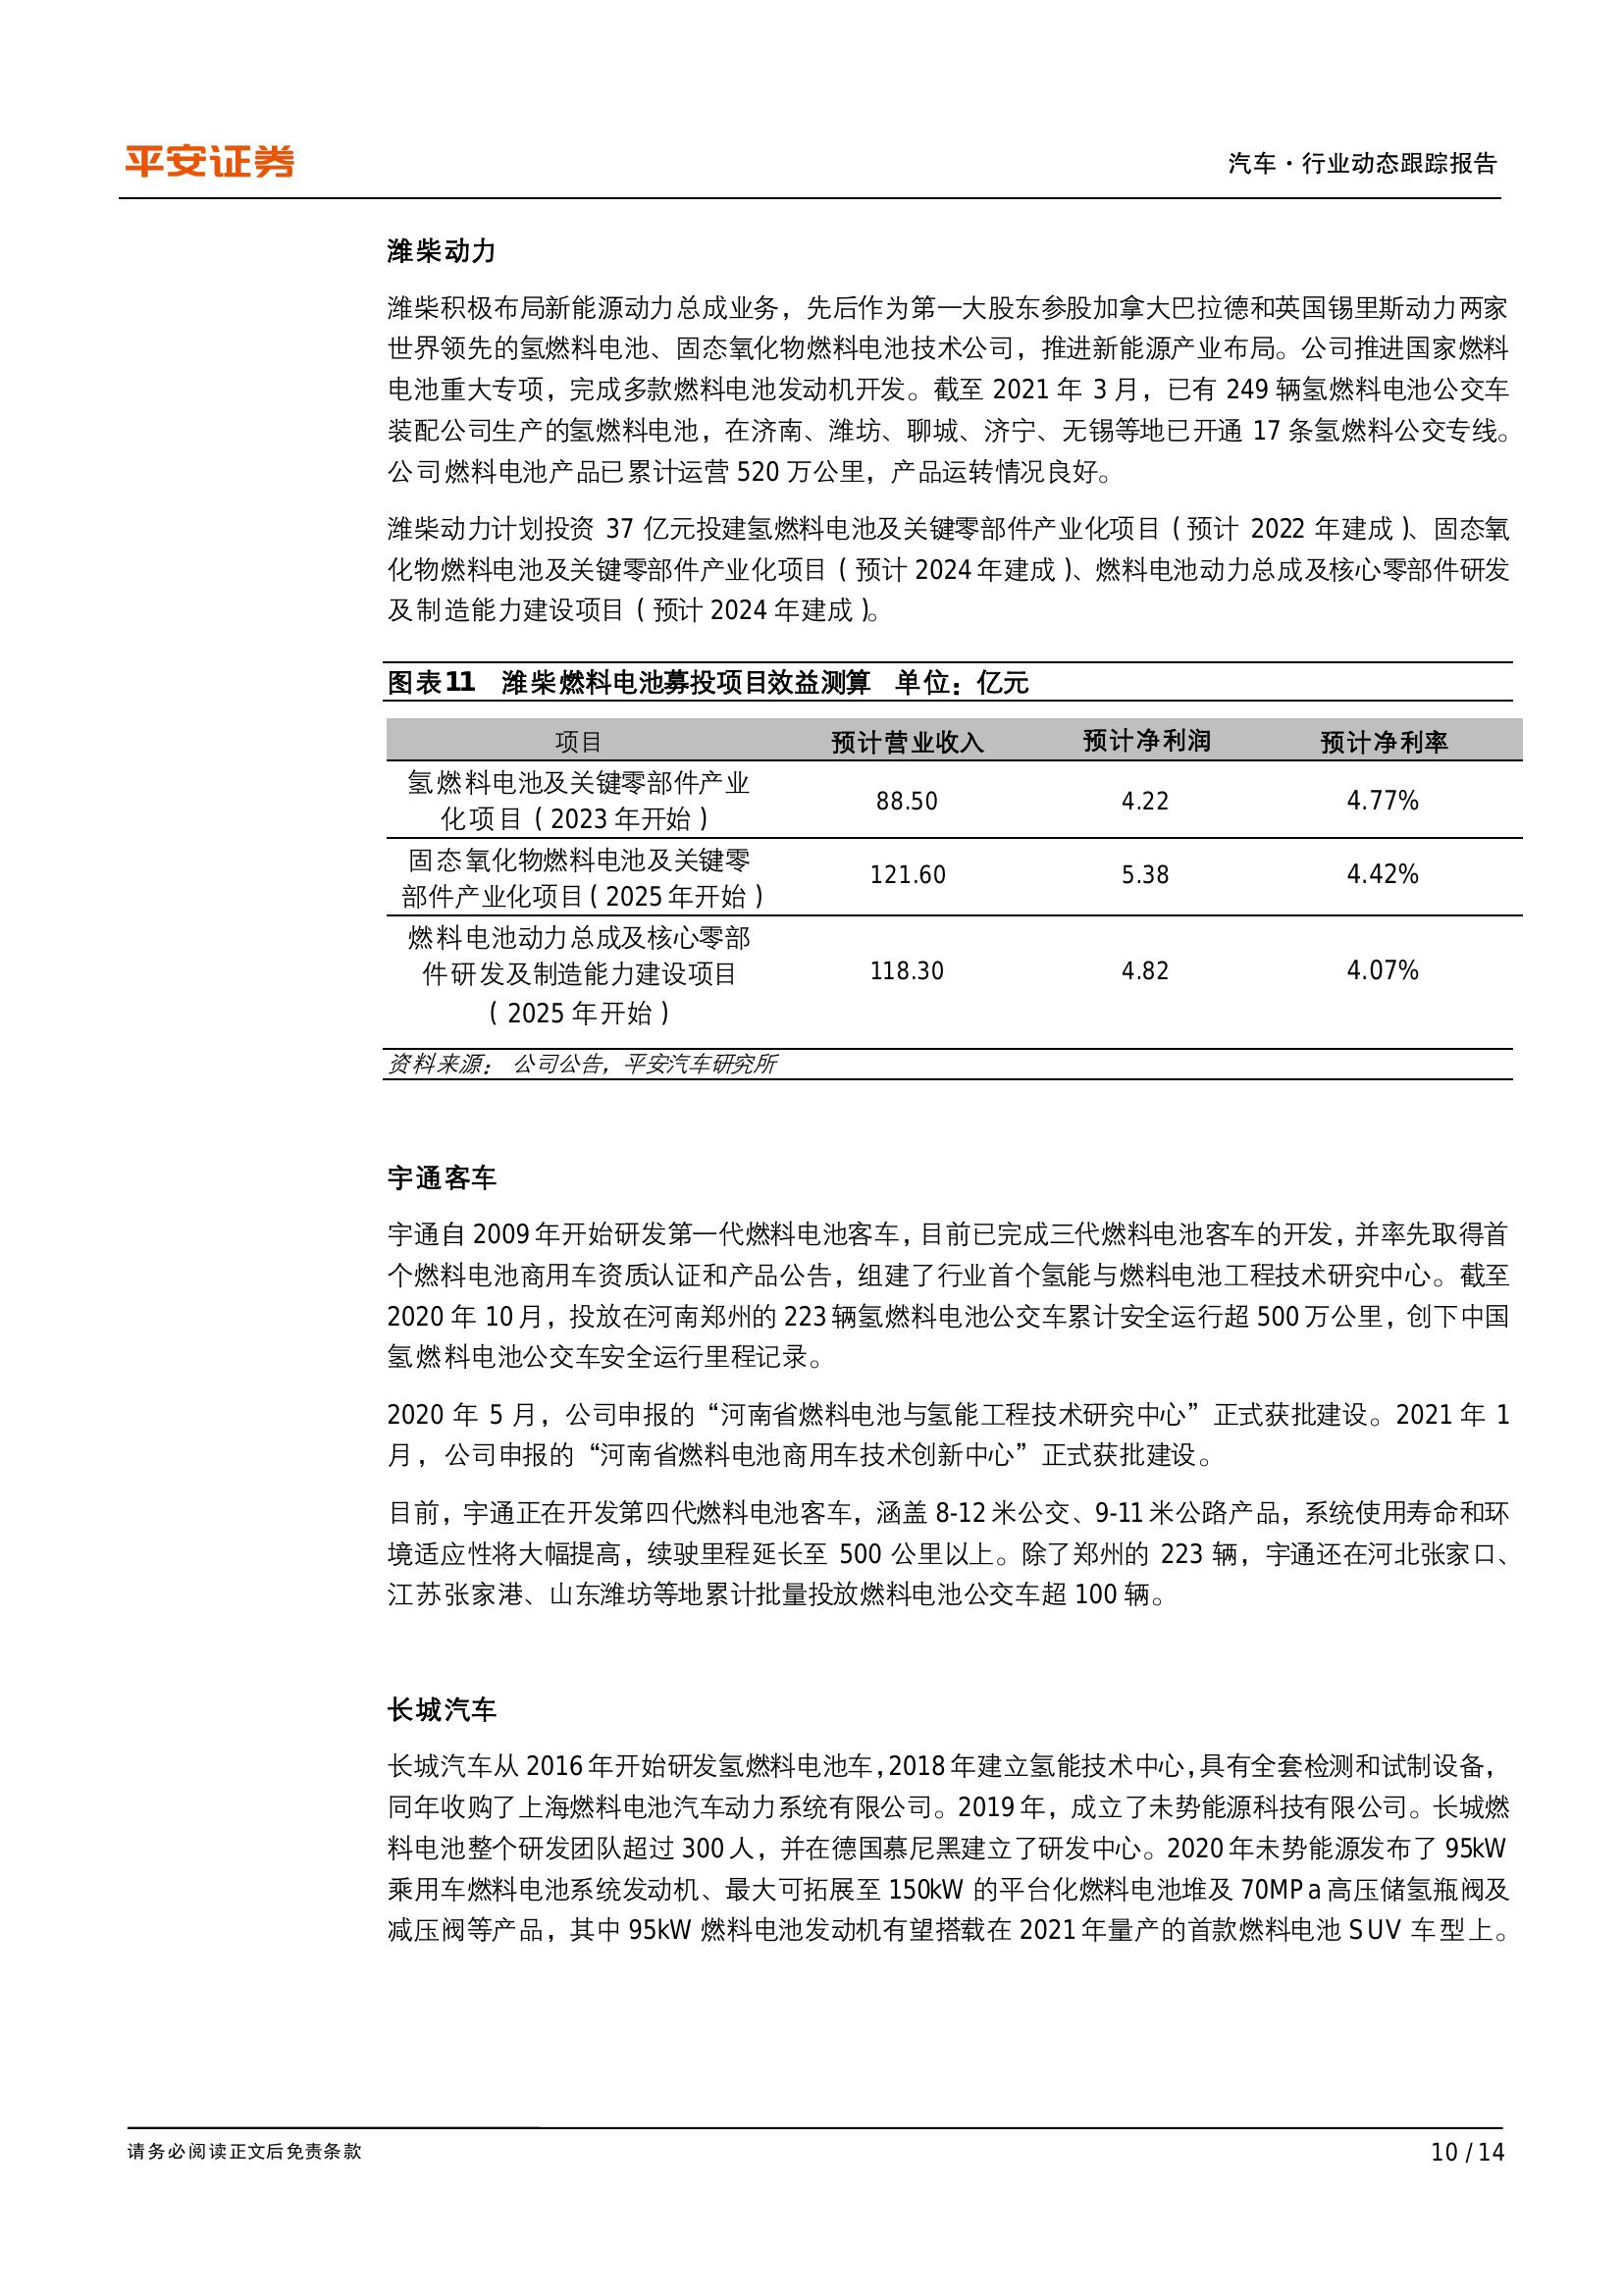 平安证券
汽车·行业动态跟踪报告
潍柴动力
潍柴积极布局新能源动力总成业务，先后作为第一大股东参股加拿大巴拉德和英国锡里斯动力两家
世界领先的氢燃料电池、固态氧化物燃料电池技术公司，推进新能源产业布局。公司推进国家燃料
电池重大专项，完成多款燃料电池发动机开发。截至 2021 年 3 月，已有 249 辆氢燃料电池公交车
装配公司生产的氢燃料电池，在济南、潍坊、聊城、济宁、无锡等地已开通 17 条氢燃料公交专线。
公司燃料电池产品已累计运营 520 万公里，产品运转情况良好。
潍柴动力计划投资 37 亿元投建氢燃料电池及关键零部件产业化项目（预计 2022 年建成）、固态氧
化物燃料电池及关键零部件产业化项目（预计 2024 年建成）、燃料电池动力总成及核心零部件研发
及制造能力建设项目（预计 2024 年建成）。
图表11 潍柴燃料电池募投项目效益测算 单位：亿元
项目 预计营业收入 预计净利润 预计净利率
氢燃料电池及关键零部件产业
化项目（2023 年开始） 88.50 4.22 4.77%
固态氧化物燃料电池及关键零
部件产业化项目（2025 年开始） 121.60 5.38 4.42%
燃料电池动力总成及核心零部
件研发及制造能力建设项目 118.30 4.82 4.07%
（2025 年开始）
资料来源： 公司公告，平安汽车研究所
宇通客车
宇通自 2009 年开始研发第一代燃料电池客车，目前已完成三代燃料电池客车的开发，并率先取得首
个燃料电池商用车资质认证和产品公告，组建了行业首个氢能与燃料电池工程技术研究中心。截至
2020 年 10 月，投放在河南郑州的 223 辆氢燃料电池公交车累计安全运行超 500 万公里，创下中国
氢燃料电池公交车安全运行里程记录。
2020 年 5 月，公司申报的“河南省燃料电池与氢能工程技术研究中心”正式获批建设。2021 年 1
月，公司申报的“河南省燃料电池商用车技术创新中心”正式获批建设。
目前，宇通正在开发第四代燃料电池客车，涵盖 8-12 米公交、9-11 米公路产品，系统使用寿命和环
境适应性将大幅提高，续驶里程延长至 500 公里以上。除了郑州的 223 辆，宇通还在河北张家口、
江苏张家港、山东潍坊等地累计批量投放燃料电池公交车超 100 辆。
长城汽车
长城汽车从 2016 年开始研发氢燃料电池车，2018 年建立氢能技术中心，具有全套检测和试制设备，
同年收购了上海燃料电池汽车动力系统有限公司。2019 年，成立了未势能源科技有限公司。长城燃
料电池整个研发团队超过 300 人，并在德国慕尼黑建立了研发中心。2020 年未势能源发布了 95kW
乘用车燃料电池系统发动机、最大可拓展至 150kW 的平台化燃料电池堆及 70MPa 高压储氢瓶阀及
减压阀等产品，其中 95kW 燃料电池发动机有望搭载在 2021 年量产的首款燃料电池 SUV 车型上。
请务必阅读正文后免责条款
10 / 14